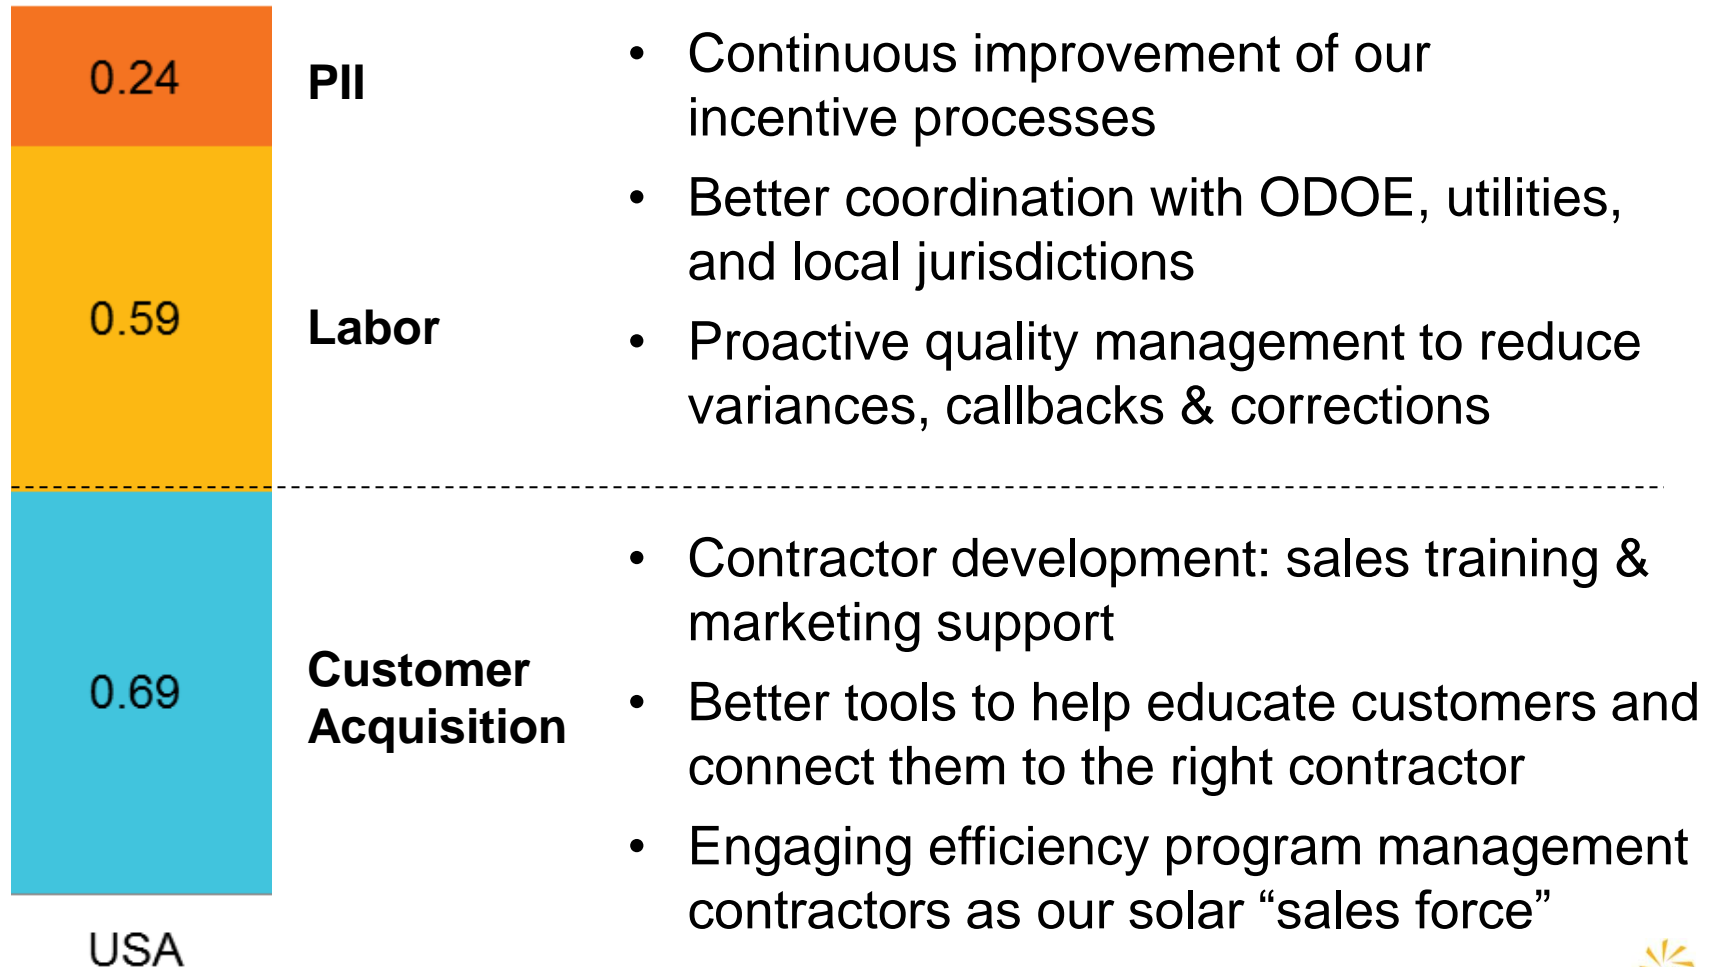 0.24
PII
• Continuous improvement of our
incentive processes
• Better coordination with ODOE, utilities,
and local jurisdictions
0.59
Labor
• Proactive quality management to reduce
variances, callbacks & corrections
• Contractor development: sales training &
marketing support
0.69
Customer
Acquisition
• Better tools to help educate customers and
connect them to the right contractor
• Engaging efficiency program management
contractors as our solar “sales force”
USA